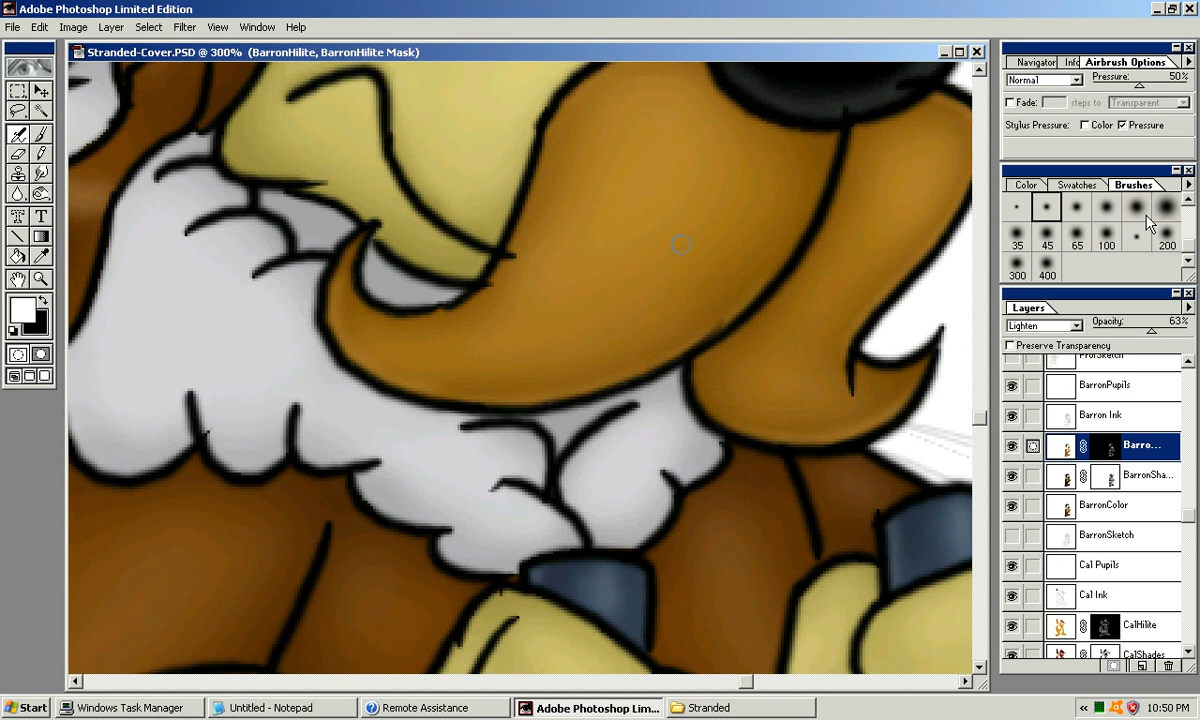 Adobe Photoshop Limited Edition
File Edit Image Layer Select Filter View Window Help
Stranded-Cover.PSD @ 300% (BarronHilite, BarronHilite Mask)
Navigator Info Airbrush Options
Normal Pressure: 50%
Fade: steps to Transparent
Stylus Pressure: Color Pressure
Color Swatches Brushes
35 45 65 100 200
300 400
Layers
Lighten Opacity: 63%
Preserve Transparency
ProfSketch
BarronPupils
Barron Ink
Barro...
BarronSha...
BarronColor
BarronSketch
Cal Pupils
Cal Ink
CalHilite
CalShades
Start Windows Task Manager Untitled - Notepad Remote Assistance Adobe Photoshop Lim... Stranded 10:50 PM